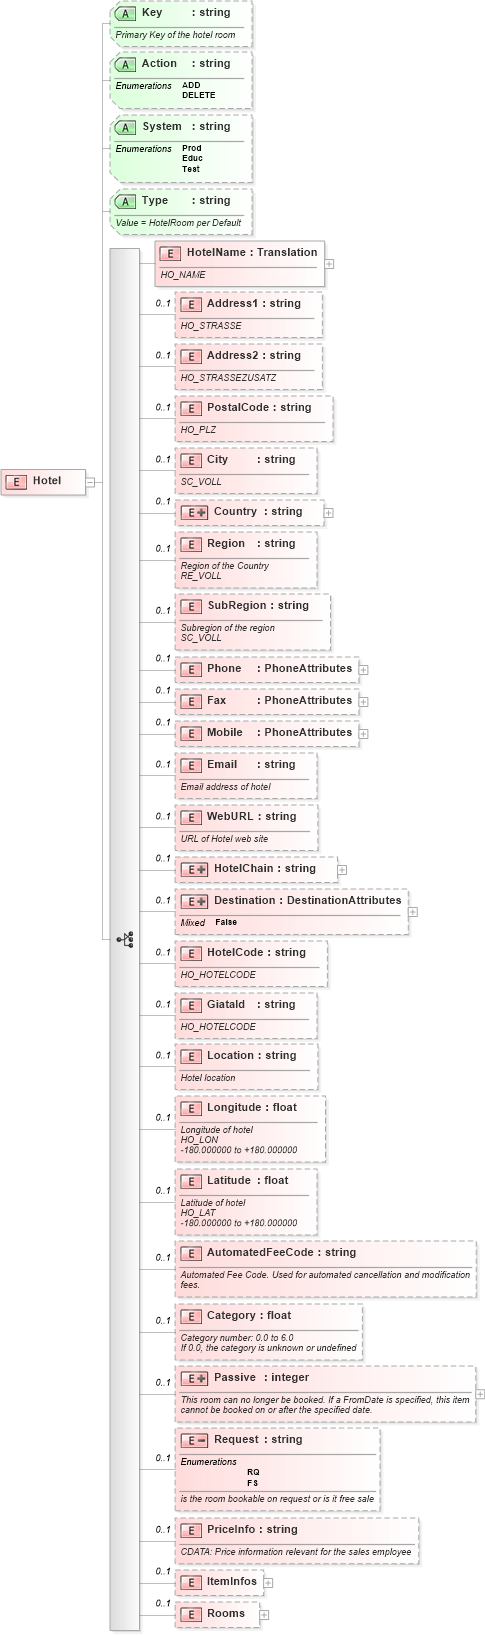 A Key : string
Primary Key of the hotel room
A Action : string
Enumerations ADD
DELETE
A System : string
Enumerations Prod
Educ
Test
A Type : string
Value = HotelRoom per Default
E HotelName : Translation
HO_NAME
0..1 E Address1 : string
HO_STRASSE
0..1 E Address2 : string
HO_STRASSEZUSATZ
0..1 E PostalCode : string
HO_PLZ
0..1 E City : string
SC_VOLL
E Hotel
0..1 E Country : string
0..1 E Region : string
Region of the Country
RE_VOLL
0..1 E SubRegion : string
Subregion of the region
SC_VOLL
0..1 E Phone : PhoneAttributes
0..1 E Fax : PhoneAttributes
0..1 E Mobile : PhoneAttributes
0..1 E Email : string
Email address of hotel
0..1 E WebURL : string
URL of Hotel web site
0..1 E HotelChain : string
0..1 E Destination : DestinationAttributes
Mixed False
0..1 E HotelCode : string
HO_HOTELCODE
0..1 E GiataId : string
HO_HOTELCODE
0..1 E Location : string
Hotel location
0..1 E Longitude : float
Longitude of hotel
HO_LON
-180.000000 to +180.000000
0..1 E Latitude : float
Latitude of hotel
HO_LAT
-180.000000 to +180.000000
0..1 E AutomatedFeeCode : string
Automated Fee Code. Used for automated cancellation and modification
fees.
0..1 E Category : float
Category number: 0.0 to 6.0
If 0.0, the category is unknown or undefined
0..1 E Passive : integer
This room can no longer be booked. If a FromDate is specified, this item
cannot be booked on or after the specified date.
0..1 E Request : string
Enumerations
RQ
FS
is the room bookable on request or is it free sale
0..1 E PriceInfo : string
CDATA: Price information relevant for the sales employee
0..1 E ItemInfos
0..1 E Rooms